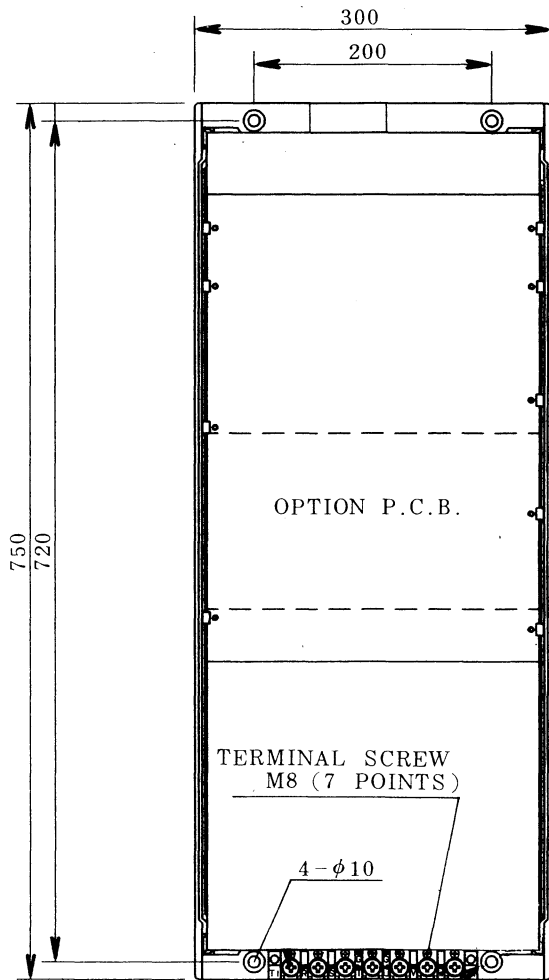 300
200
750
720
OPTION P.C.B.
TERMINAL SCREW
M8 (7 POINTS)
4-φ10